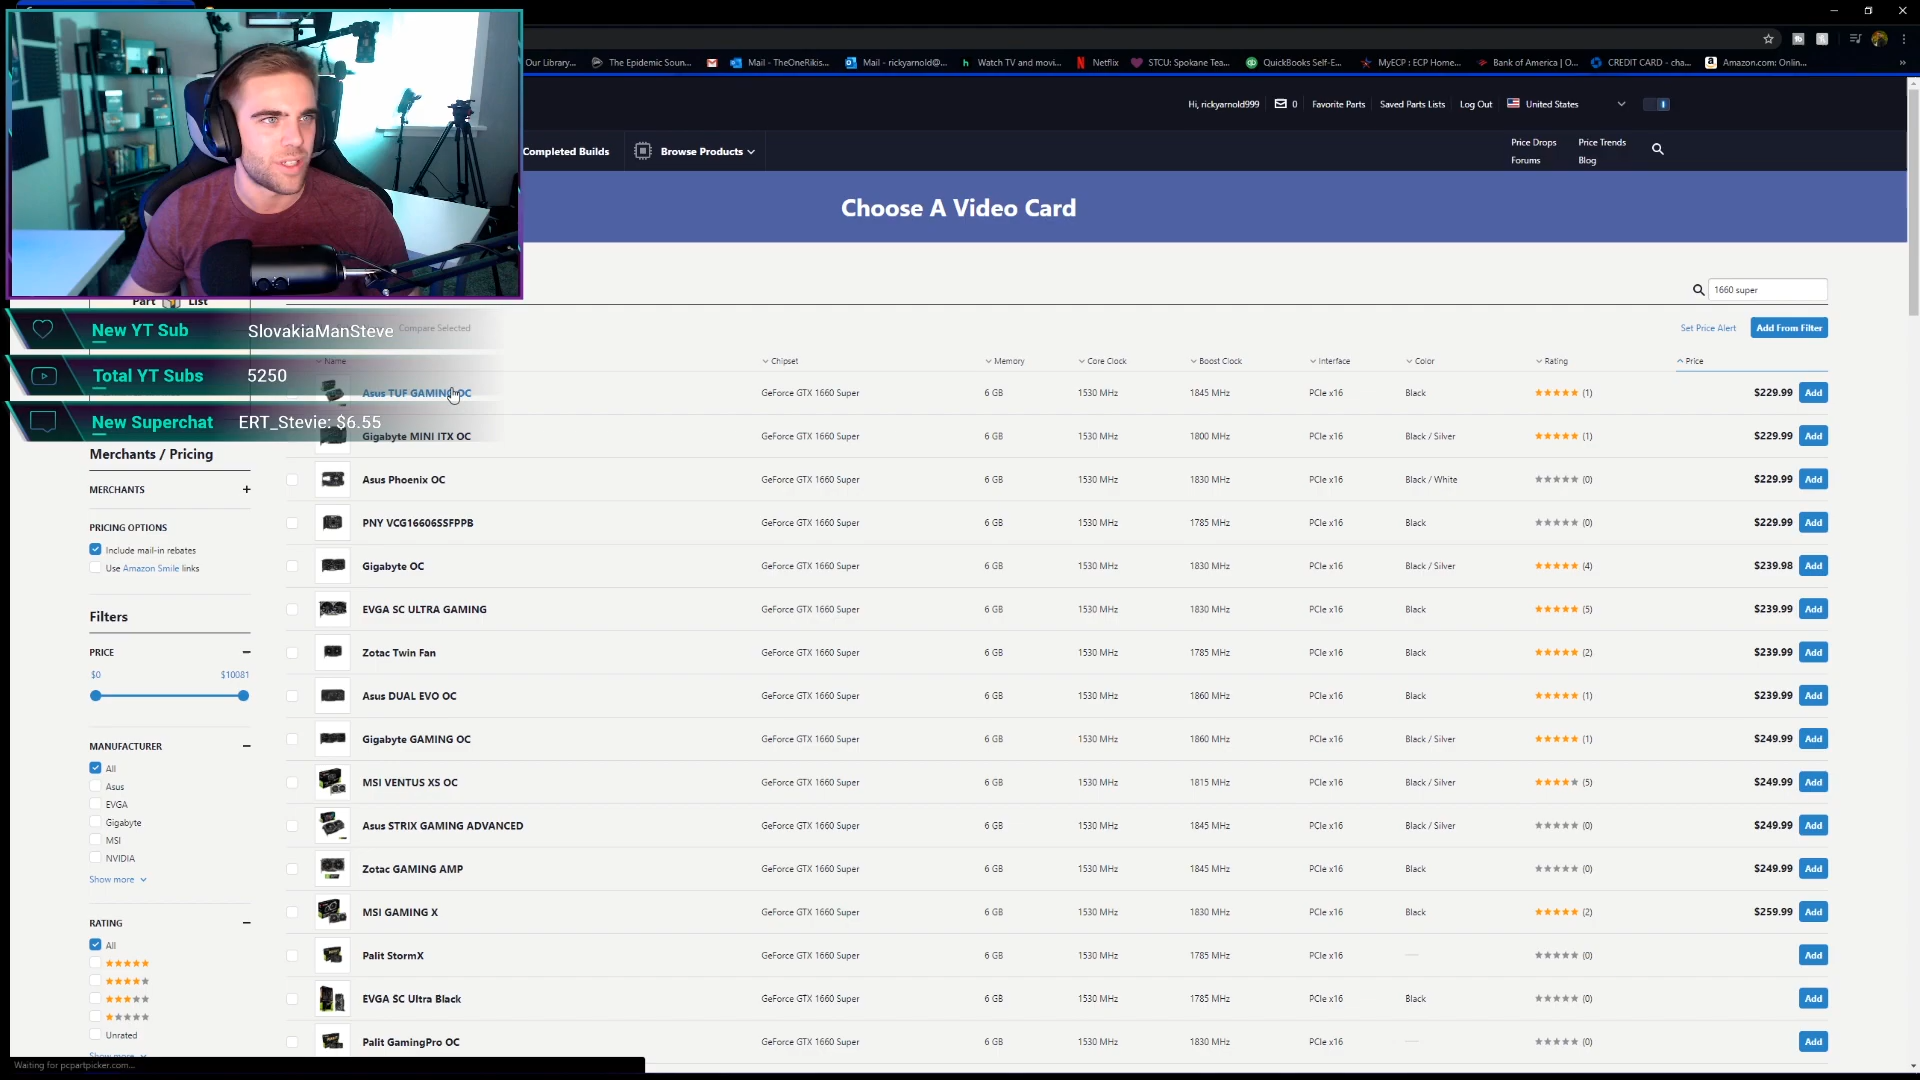 Our Library...
The Epidemic Soun...
Mail - TheOneRikis...
Mail - rickyarnold@...
Watch TV and movi...
Netflix
STCU: Spokane Tea...
QuickBooks Self-E...
MyECP : ECP Home...
Bank of America | O...
CREDIT CARD - cha...
Amazon.com: Onlin...
Hi, rickyarnold999 0 Favorite Parts Saved Parts Lists Log Out United States
Completed Builds Browse Products
Price Drops Price Trends
Forums Blog
Choose A Video Card
Part List
1660 super
New YT Sub SlovakiaManSteve
Compare Selected
Set Price Alert Add From Filter
Name Chipset Memory Core Clock Boost Clock Interface Color Rating Price
Total YT Subs 5250
Asus TUF GAMING OC GeForce GTX 1660 Super 6 GB 1530 MHz 1845 MHz PCIe x16 Black (1) $229.99 Add
New Superchat ERT_Stevie: $6.55
Gigabyte MINI ITX OC GeForce GTX 1660 Super 6 GB 1530 MHz 1800 MHz PCIe x16 Black / Silver (1) $229.99 Add
Asus Phoenix OC GeForce GTX 1660 Super 6 GB 1530 MHz 1830 MHz PCIe x16 Black / White (0) $229.99 Add
PNY VCG16606SSFPPB GeForce GTX 1660 Super 6 GB 1530 MHz 1785 MHz PCIe x16 Black (0) $229.99 Add
Gigabyte OC GeForce GTX 1660 Super 6 GB 1530 MHz 1830 MHz PCIe x16 Black / Silver (4) $239.98 Add
EVGA SC ULTRA GAMING GeForce GTX 1660 Super 6 GB 1530 MHz 1830 MHz PCIe x16 Black (5) $239.99 Add
Zotac Twin Fan GeForce GTX 1660 Super 6 GB 1530 MHz 1785 MHz PCIe x16 Black (2) $239.99 Add
Asus DUAL EVO OC GeForce GTX 1660 Super 6 GB 1530 MHz 1860 MHz PCIe x16 Black (1) $239.99 Add
Gigabyte GAMING OC GeForce GTX 1660 Super 6 GB 1530 MHz 1860 MHz PCIe x16 Black / Silver (1) $249.99 Add
MSI VENTUS XS OC GeForce GTX 1660 Super 6 GB 1530 MHz 1815 MHz PCIe x16 Black / Silver (5) $249.99 Add
Asus STRIX GAMING ADVANCED GeForce GTX 1660 Super 6 GB 1530 MHz 1845 MHz PCIe x16 Black / Silver (0) $249.99 Add
Zotac GAMING AMP GeForce GTX 1660 Super 6 GB 1530 MHz 1845 MHz PCIe x16 Black (0) $249.99 Add
MSI GAMING X GeForce GTX 1660 Super 6 GB 1530 MHz 1830 MHz PCIe x16 Black (2) $259.99 Add
Palit StormX GeForce GTX 1660 Super 6 GB 1530 MHz 1785 MHz PCIe x16 (0) Add
EVGA SC Ultra Black GeForce GTX 1660 Super 6 GB 1530 MHz 1785 MHz PCIe x16 Black (0) Add
Palit GamingPro OC GeForce GTX 1660 Super 6 GB 1530 MHz 1830 MHz PCIe x16 (0) Add
Merchants / Pricing
MERCHANTS +
PRICING OPTIONS
Include mail-in rebates
Use Amazon Smile links
Filters
PRICE
$0 $10081
MANUFACTURER
All
Asus
EVGA
Gigabyte
MSI
NVIDIA
Show more
RATING
All
Unrated
Show more
Waiting for pcpartpicker.com...